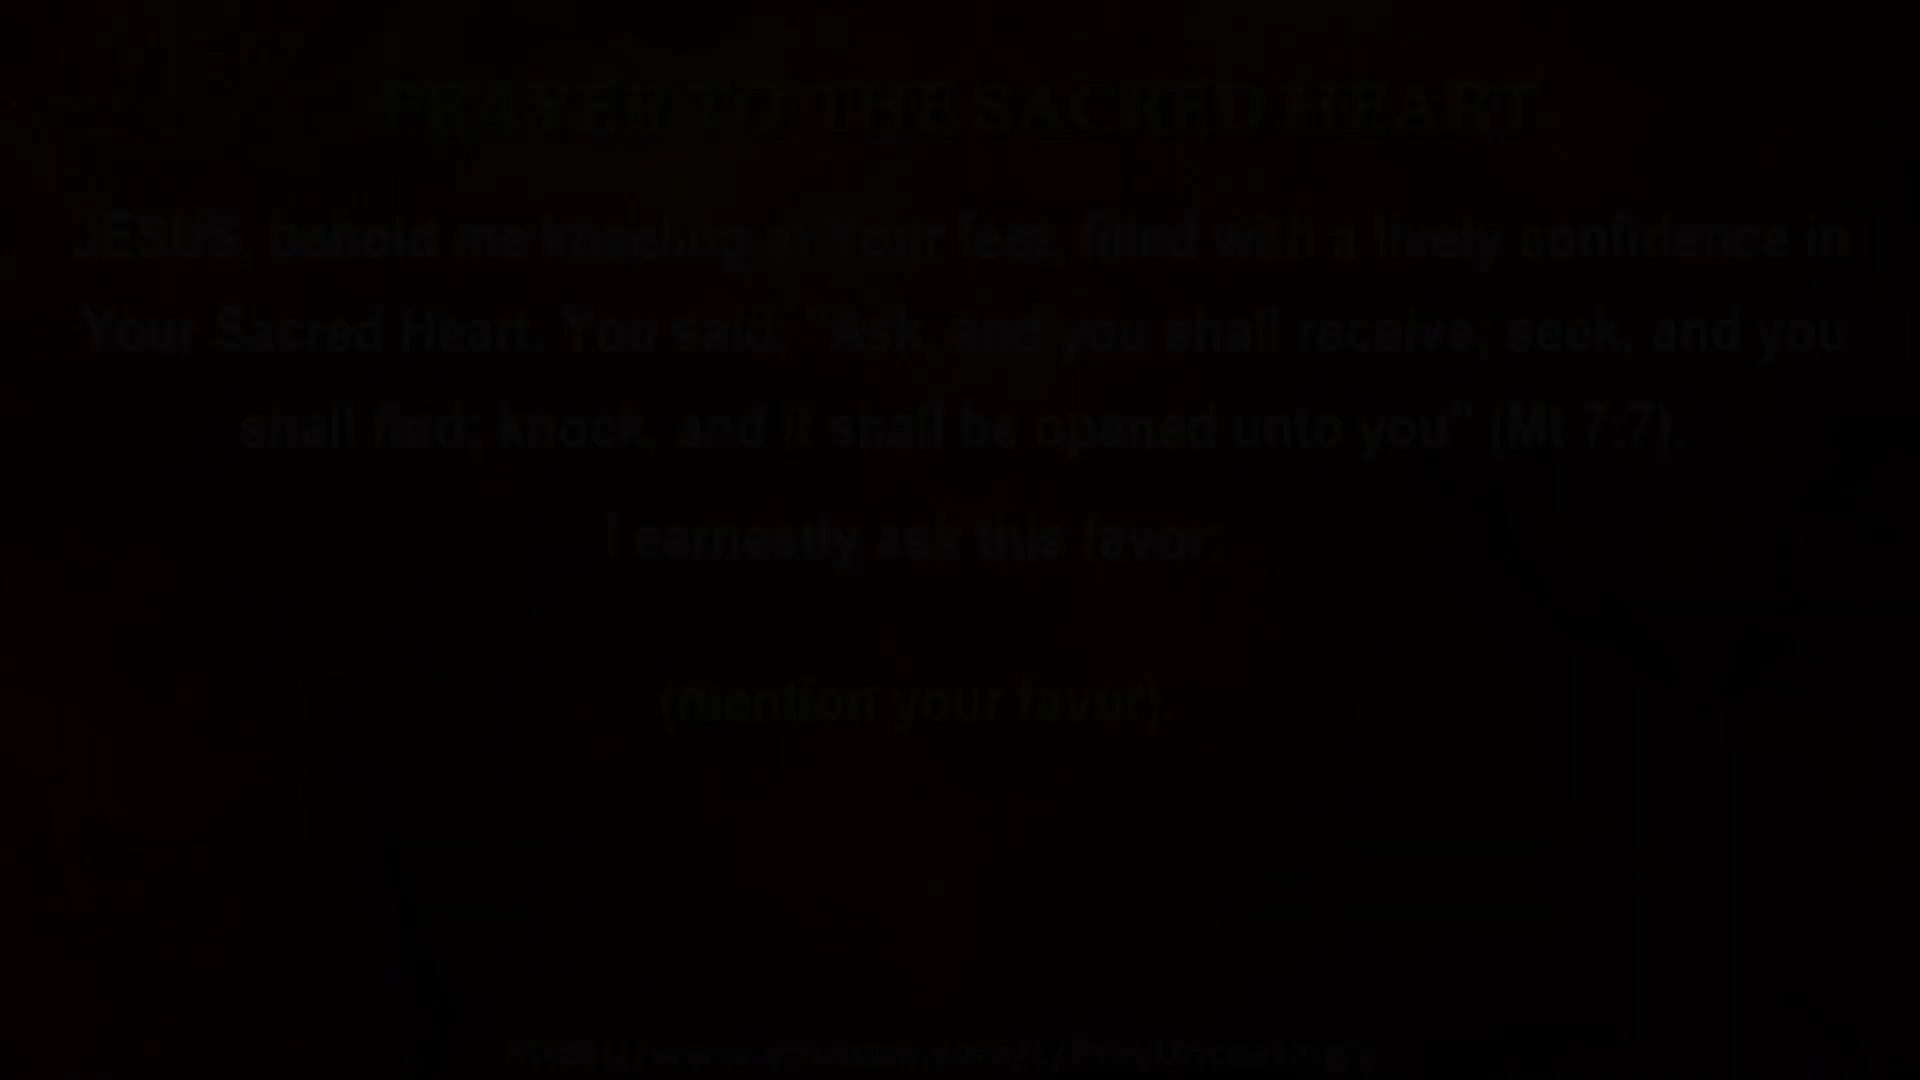 PRAYER TO THE SACRED HEART
JESUS, behold me kneeling at Your feet, filled with a lively confidence in
Your Sacred Heart. You said, "Ask, and you shall receive; seek, and you
shall find; knock, and it shall be opened unto you" (Mt 7:7).
I earnestly ask this favor:
(mention your favor).